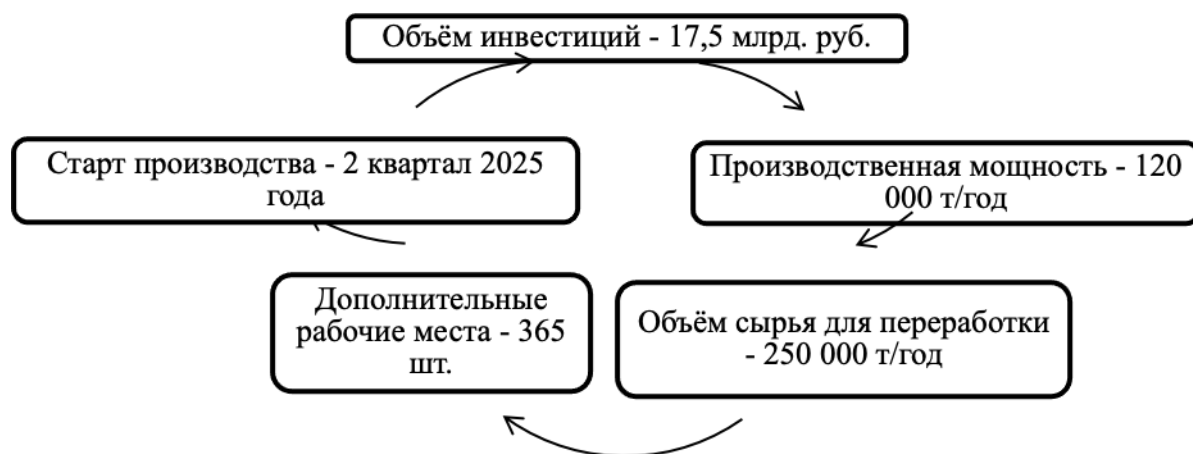 Объём инвестиций - 17,5 млрд. руб.
Старт производства - 2 квартал 2025
года
Производственная мощность - 120
000 т/год
Дополнительные
рабочие места - 365
шт.
Объём сырья для переработки
- 250 000 т/год